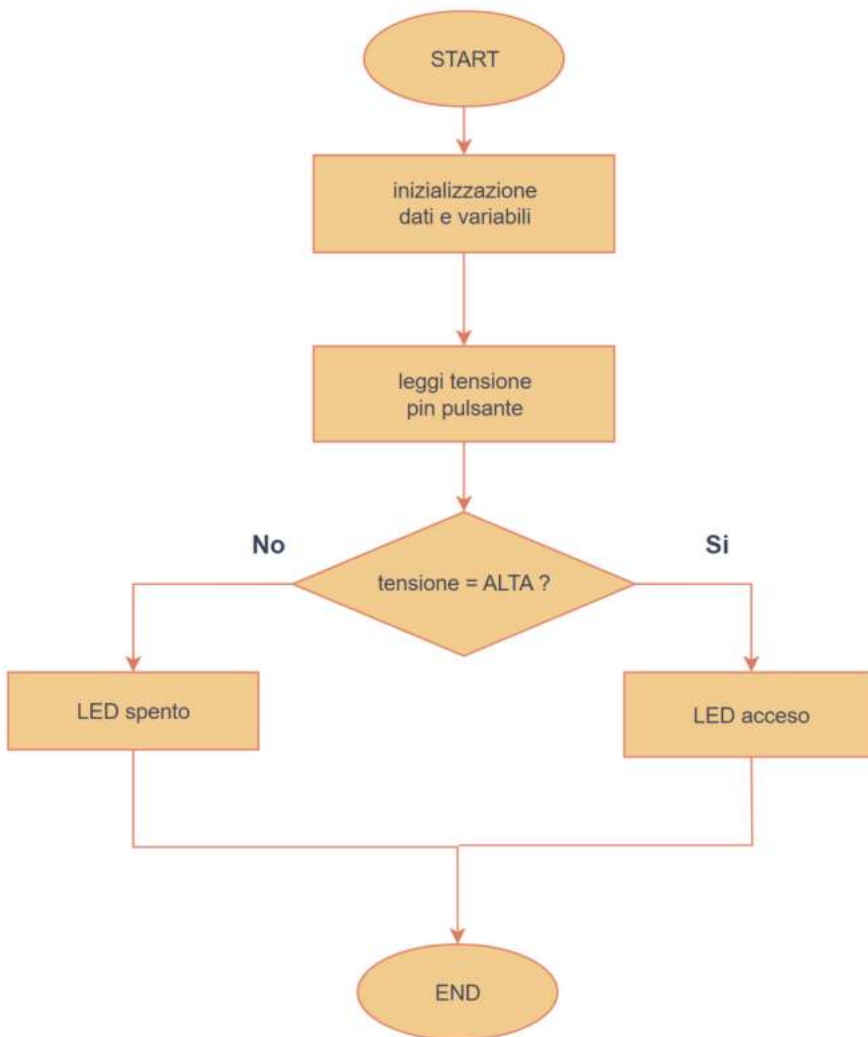 START
inizializzazione
dati e variabili
leggi tensione
pin pulsante
No
Si
tensione = ALTA ?
LED spento
LED acceso
END